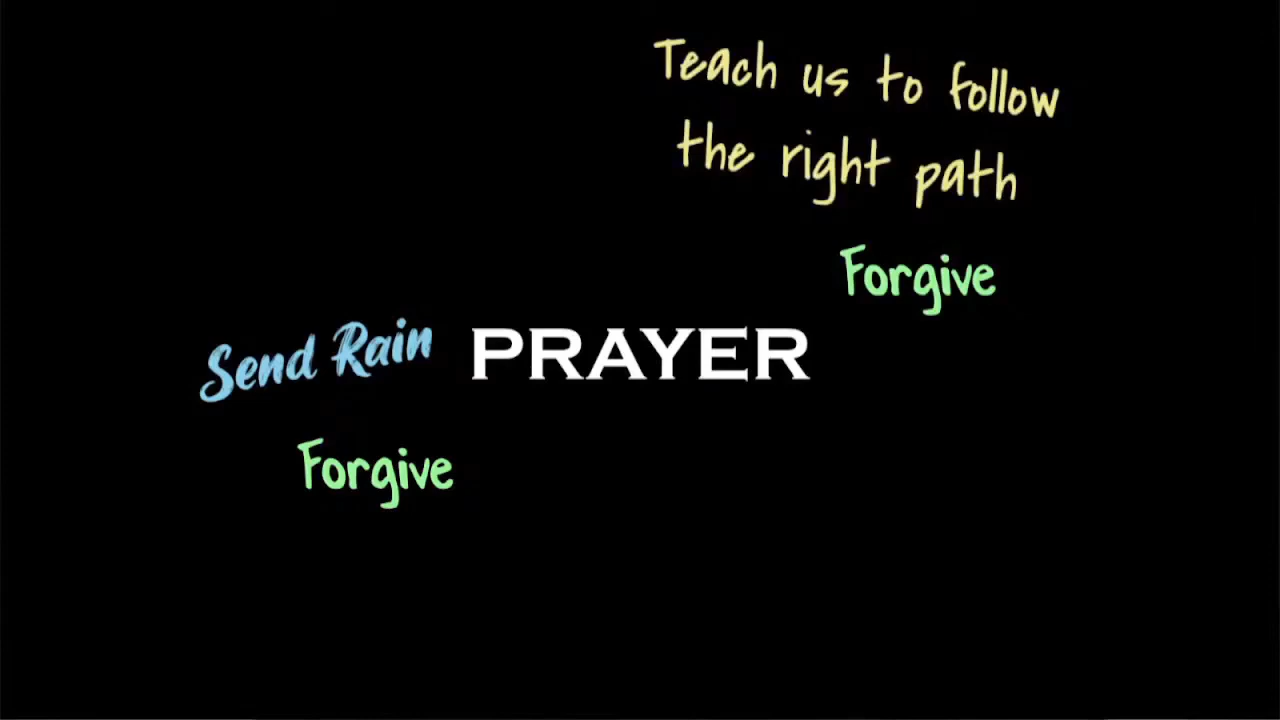 Teach us to follow
the right path
Forgive
Send Rain
PRAYER
Forgive